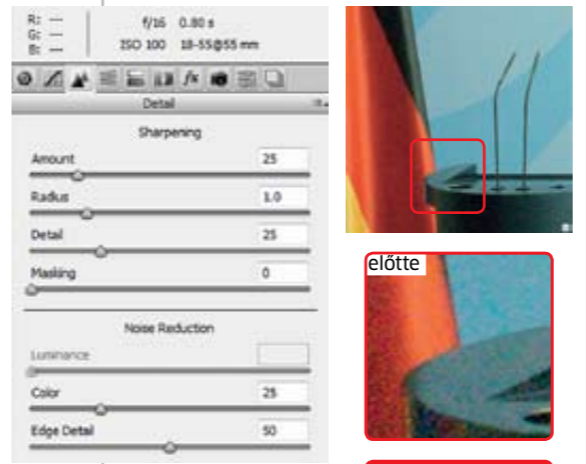 R: —
G: —
B: —
f/16 0.80 s
ISO 100 18-55@55 mm
fx
Detail
Sharpening
Amount 25
Radius 1.0
Detail 25
Masking 0
Noise Reduction
Luminance
Color 25
Edge Detail 50
előtte